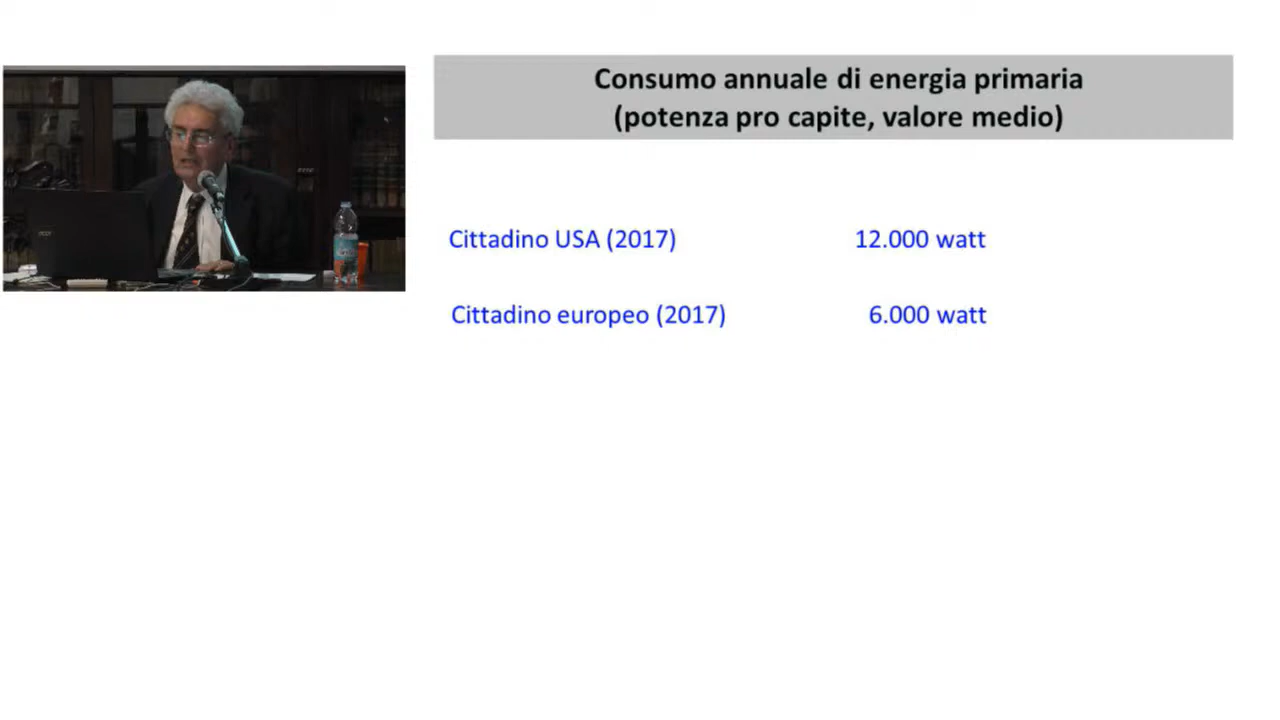 Consumo annuale di energia primaria
(potenza pro capite, valore medio)
Cittadino USA (2017) 12.000 watt
Cittadino europeo (2017) 6.000 watt
acer